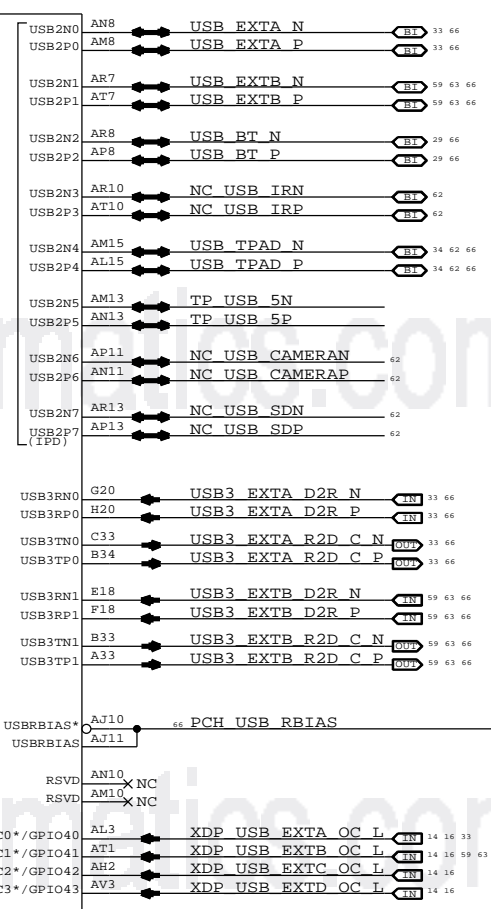 USB2N0 AN8 USB_EXTA_N BI 33 66
USB2P0 AM8 USB_EXTA_P BI 33 66
USB2N1 AR7 USB_EXTB_N BI 59 63 66
USB2P1 AT7 USB_EXTB_P BI 59 63 66
USB2N2 AR8 USB_BT_N BI 29 66
USB2P2 AP8 USB_BT_P BI 29 66
USB2N3 AR10 NC_USB_IRN BI 62
USB2P3 AT10 NC_USB_IRP BI 62
USB2N4 AM15 USB_TPAD_N BI 34 62 66
USB2P4 AL15 USB_TPAD_P BI 34 62 66
USB2N5 AM13 TP_USB_5N
USB2P5 AN13 TP_USB_5P
USB2N6 AP11 NC_USB_CAMERAN 62
USB2P6 AN11 NC_USB_CAMERAP 62
USB2N7 AR13 NC_USB_SDN 62
USB2P7 AP13 NC_USB_SDP 62
(IPD)
matics.com
USB3RN0 G20 USB3_EXTA_D2R_N IN 33 66
USB3RP0 H20 USB3_EXTA_D2R_P IN 33 66
USB3TN0 C33 USB3_EXTA_R2D_C_N OUT 33 66
USB3TP0 B34 USB3_EXTA_R2D_C_P OUT 33 66
USB3RN1 E18 USB3_EXTB_D2R_N IN 59 63 66
USB3RP1 F18 USB3_EXTB_D2R_P IN 59 63 66
USB3TN1 B33 USB3_EXTB_R2D_C_N OUT 59 63 66
USB3TP1 A33 USB3_EXTB_R2D_C_P OUT 59 63 66
USBRBIAS* AJ10 66 PCH_USB_RBIAS
USBRBIAS AJ11
RSVD AN10 NC
RSVD AM10 NC
matics.com
C0*/GPIO40 AL3 XDP_USB_EXTA_OC_L IN 14 16 33
C1*/GPIO41 AT1 XDP_USB_EXTB_OC_L IN 14 16 59 63
C2*/GPIO42 AH2 XDP_USB_EXTC_OC_L IN 14 16
C3*/GPIO43 AV3 XDP_USB_EXTD_OC_L IN 14 16